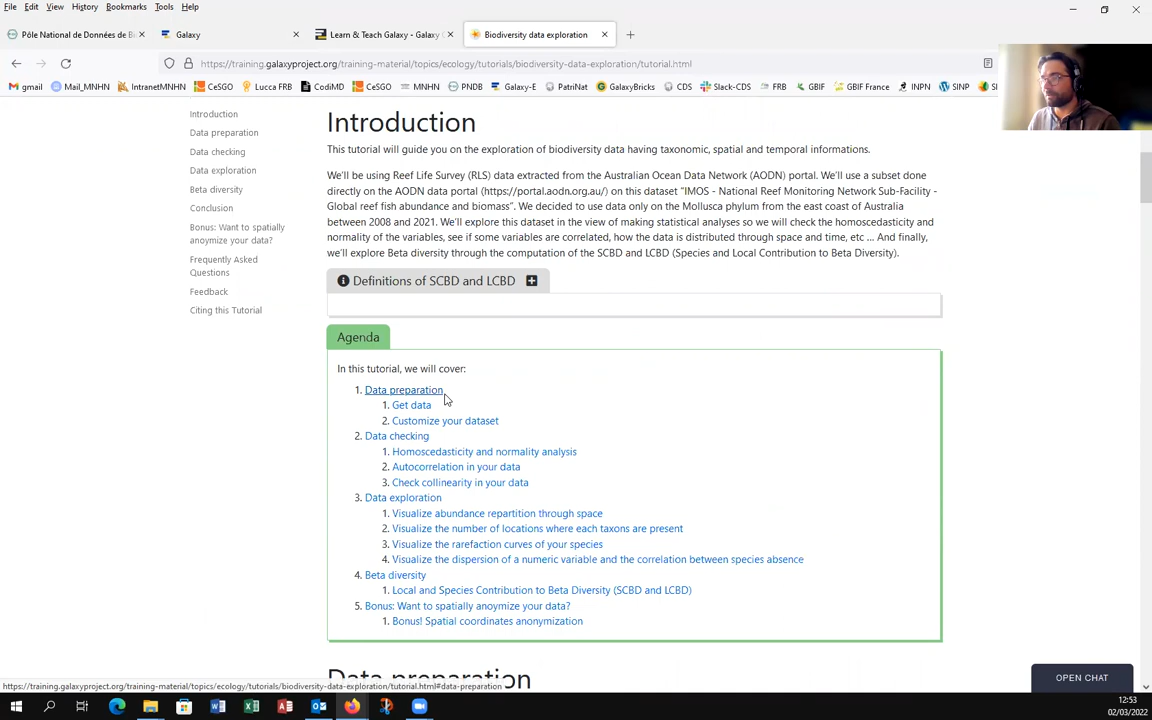 File Edit View History Bookmarks Tools Help
Pôle National de Données de Bi
Galaxy
Learn & Teach Galaxy - Galaxy C
Biodiversity data exploration
https://training.galaxyproject.org/training-material/topics/ecology/tutorials/biodiversity-data-exploration/tutorial.html
gmail Mail_MNHN IntranetMNHN CeSGO Lucca FRB CodiMD CeSGO MNHN PNDB Galaxy-E PatriNat GalaxyBricks CDS Slack-CDS FRB GBIF GBIF France INPN SINP
Introduction
Data preparation
Data checking
Data exploration
Beta diversity
Conclusion
Bonus: Want to spatially
anoymize your data?
Frequently Asked
Questions
Feedback
Citing this Tutorial
Introduction
This tutorial will guide you on the exploration of biodiversity data having taxonomic, spatial and temporal informations.
We'll be using Reef Life Survey (RLS) data extracted from the Australian Ocean Data Network (AODN) portal. We'll use a subset done
directly on the AODN data portal (https://portal.aodn.org.au/) on this dataset "IMOS - National Reef Monitoring Network Sub-Facility -
Global reef fish abundance and biomass". We decided to use data only on the Mollusca phylum from the east coast of Australia
between 2008 and 2021. We'll explore this dataset in the view of making statistical analyses so we will check the homoscedasticity and
normality of the variables, see if some variables are correlated, how the data is distributed through space and time, etc ... And finally,
we'll explore Beta diversity through the computation of the SCBD and LCBD (Species and Local Contribution to Beta Diversity).
Definitions of SCBD and LCBD
Agenda
In this tutorial, we will cover:
1. Data preparation
1. Get data
2. Customize your dataset
2. Data checking
1. Homoscedasticity and normality analysis
2. Autocorrelation in your data
3. Check collinearity in your data
3. Data exploration
1. Visualize abundance repartition through space
2. Visualize the number of locations where each taxons are present
3. Visualize the rarefaction curves of your species
4. Visualize the dispersion of a numeric variable and the correlation between species absence
4. Beta diversity
1. Local and Species Contribution to Beta Diversity (SCBD and LCBD)
5. Bonus: Want to spatially anoymize your data?
1. Bonus! Spatial coordinates anonymization
Data preparation
https://training.galaxyproject.org/training-material/topics/ecology/tutorials/biodiversity-data-exploration/tutorial.html#data-preparation
OPEN CHAT
12:53
02/03/2022